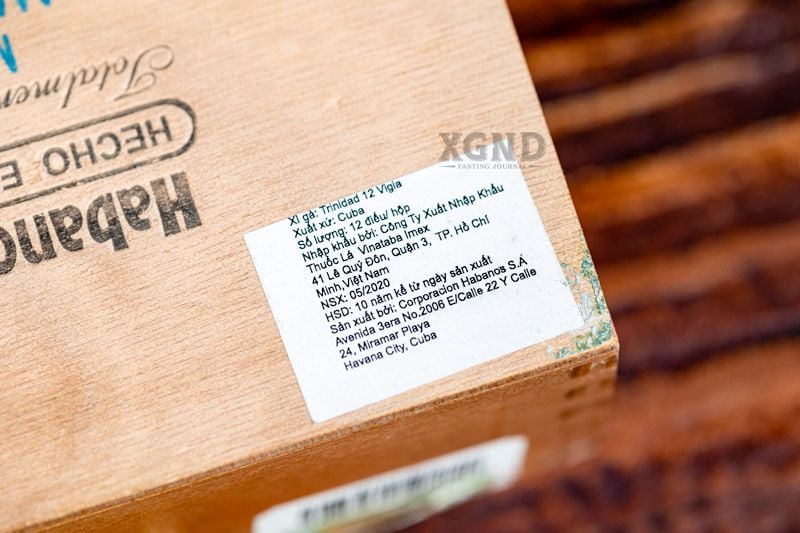 XGND
TASTING JOURNAL
Xì gà: Trinidad 12 Vigia
Xuất xứ: Cuba
Số lượng: 12 điếu/ hộp
Nhập khẩu bởi: Công Ty Xuất Nhập Khẩu
Thuốc Lá Vinataba Imex
41 Lê Quý Đôn, Quận 3, TP. Hồ Chí
Minh,Việt Nam
NSX: 05/2020
HSD: 10 năm kể từ ngày sản xuất
Sản xuất bởi: Corporacion Habanos S,Á
Avenida 3era No.2006 E/Calle 22 Y Calle
24, Miramar Playa
Havana City, Cuba
Habano
HECHO E
Totalmen